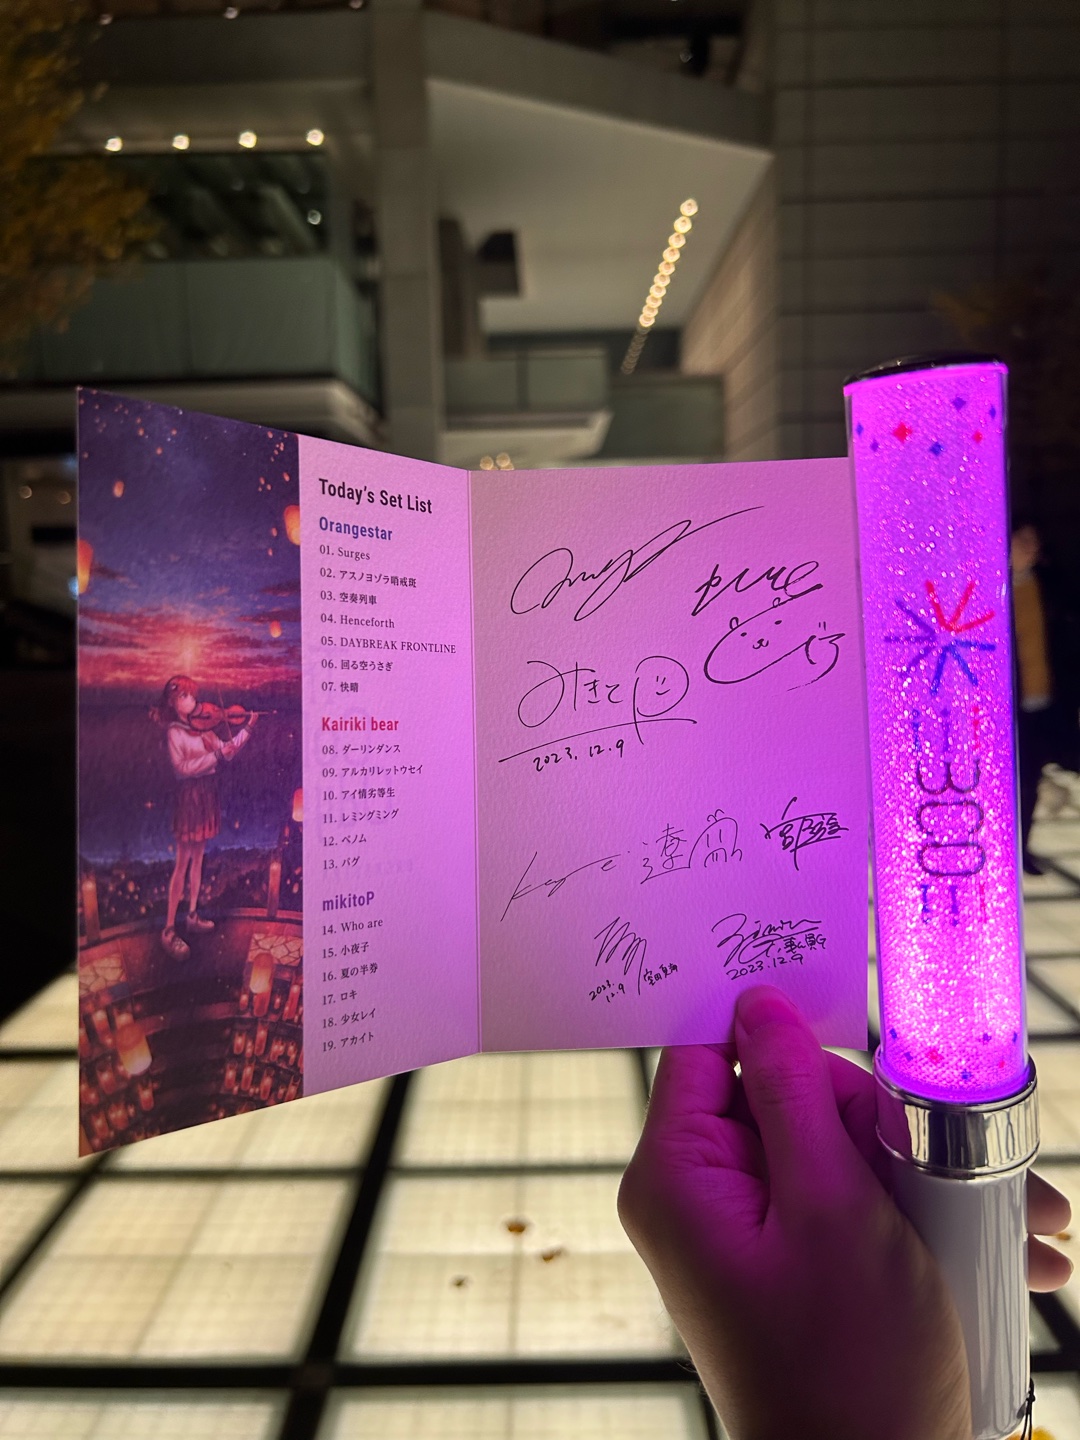 Today's Set List
Orangestar
01. Surges
02. アスノヨゾラ哨戒班
03. 空奏列車
04. Henceforth
05. DAYBREAK FRONTLINE
06. 回る空うさぎ
07. 快晴
Kairiki bear
08. ダーリンダンス
09. アルカリレットウセイ
10. アイ情劣等生
11. レミングミング
12. ベノム
13. バグ
mikitoP
14. Who are
15. 小夜子
16. 夏の半券
17. ロキ
18. 少女レイ
19. アカイト
みきとP
2023. 12. 9
2023.
12.9
2023.12.9